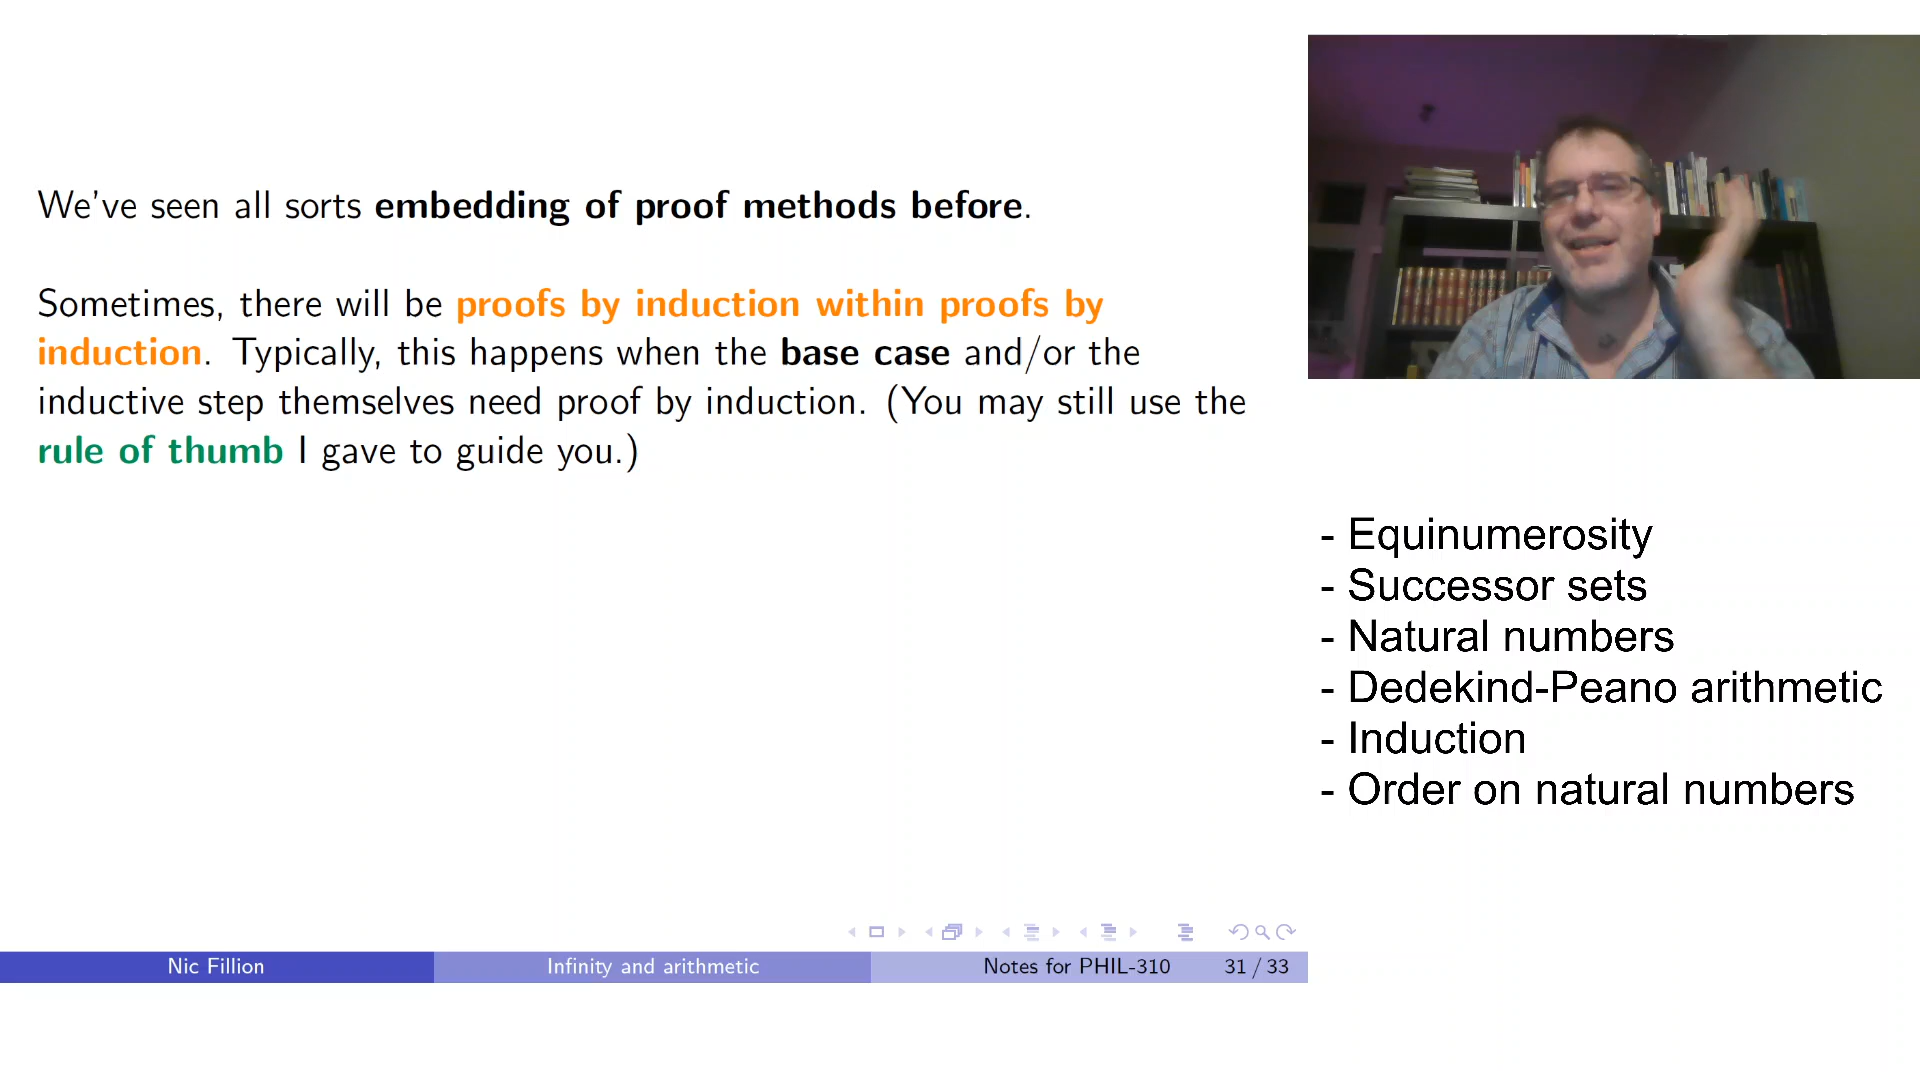 We've seen all sorts embedding of proof methods before.
Sometimes, there will be proofs by induction within proofs by
induction. Typically, this happens when the base case and/or the
inductive step themselves need proof by induction. (You may still use the
rule of thumb I gave to guide you.)
- Equinumerosity
- Successor sets
- Natural numbers
- Dedekind-Peano arithmetic
- Induction
- Order on natural numbers
Nic Fillion
Infinity and arithmetic
Notes for PHIL-310
31 / 33